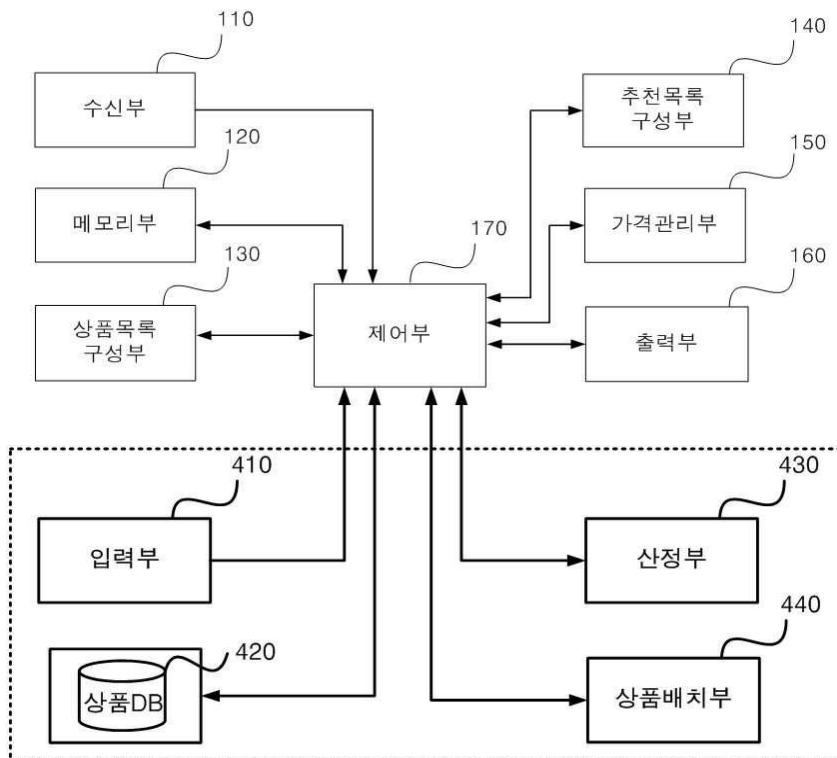 110
수신부
120
메모리부
130
상품목록
구성부
140
추천목록
구성부
150
가격관리부
160
출력부
170
제어부
410
입력부
420
상품DB
430
산정부
440
상품배치부